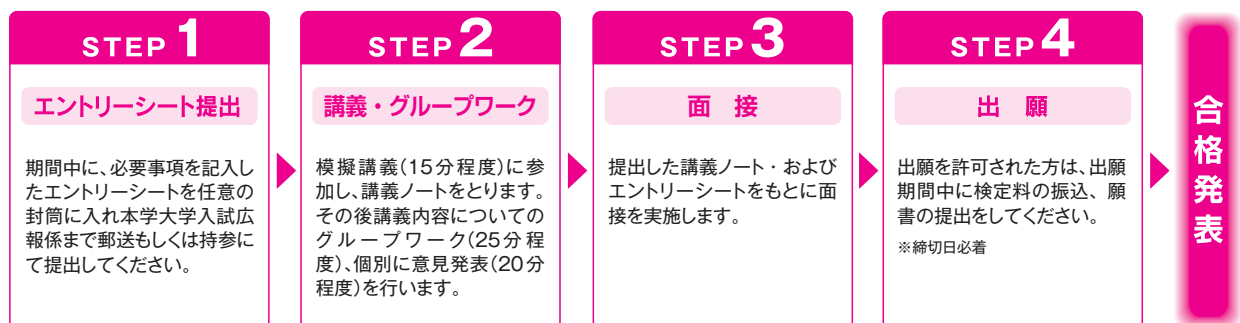 STEP 1
エントリーシート提出
期間中に、必要事項を記入し
たエントリーシートを任意の
封筒に入れ本学大学入試広
報係まで郵送もしくは持参に
て提出してください。
STEP 2
講義・グループワーク
模擬講義(15分程度)に参
加し、講義ノートをとります。
その後講義内容についての
グループワーク(25分程
度)、個別に意見発表(20分
程度)を行います。
STEP 3
面 接
提出した講義ノート・および
エントリーシートをもとに面
接を実施します。
STEP 4
出 願
出願を許可された方は、出願
期間中に検定料の振込、願
書の提出をしてください。
※締切日必着
合格発表